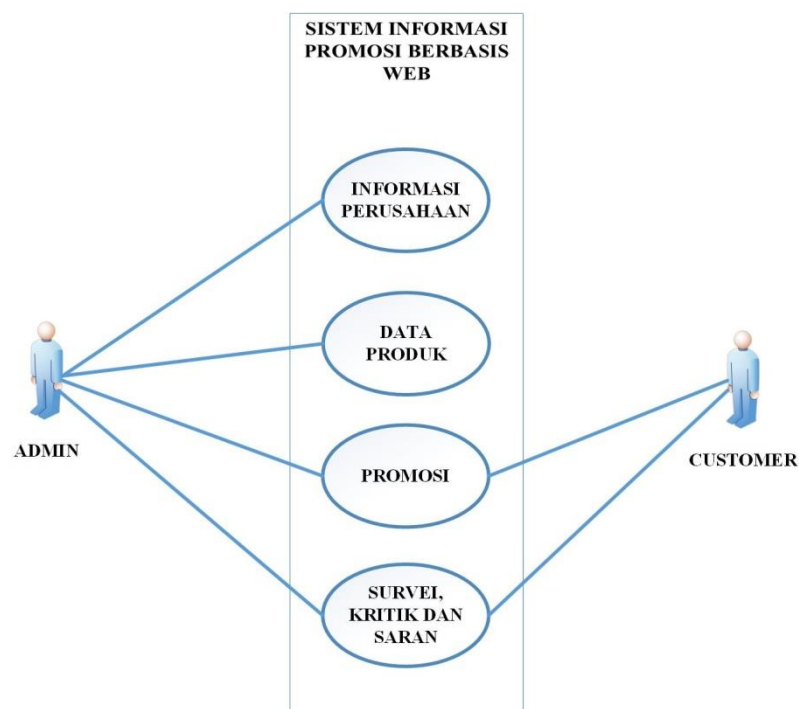 SISTEM INFORMASI
PROMOSI BERBASIS
WEB
INFORMASI
PERUSAHAAN
DATA
PRODUK
ADMIN
PROMOSI
CUSTOMER
SURVEI,
KRITIK DAN
SARAN